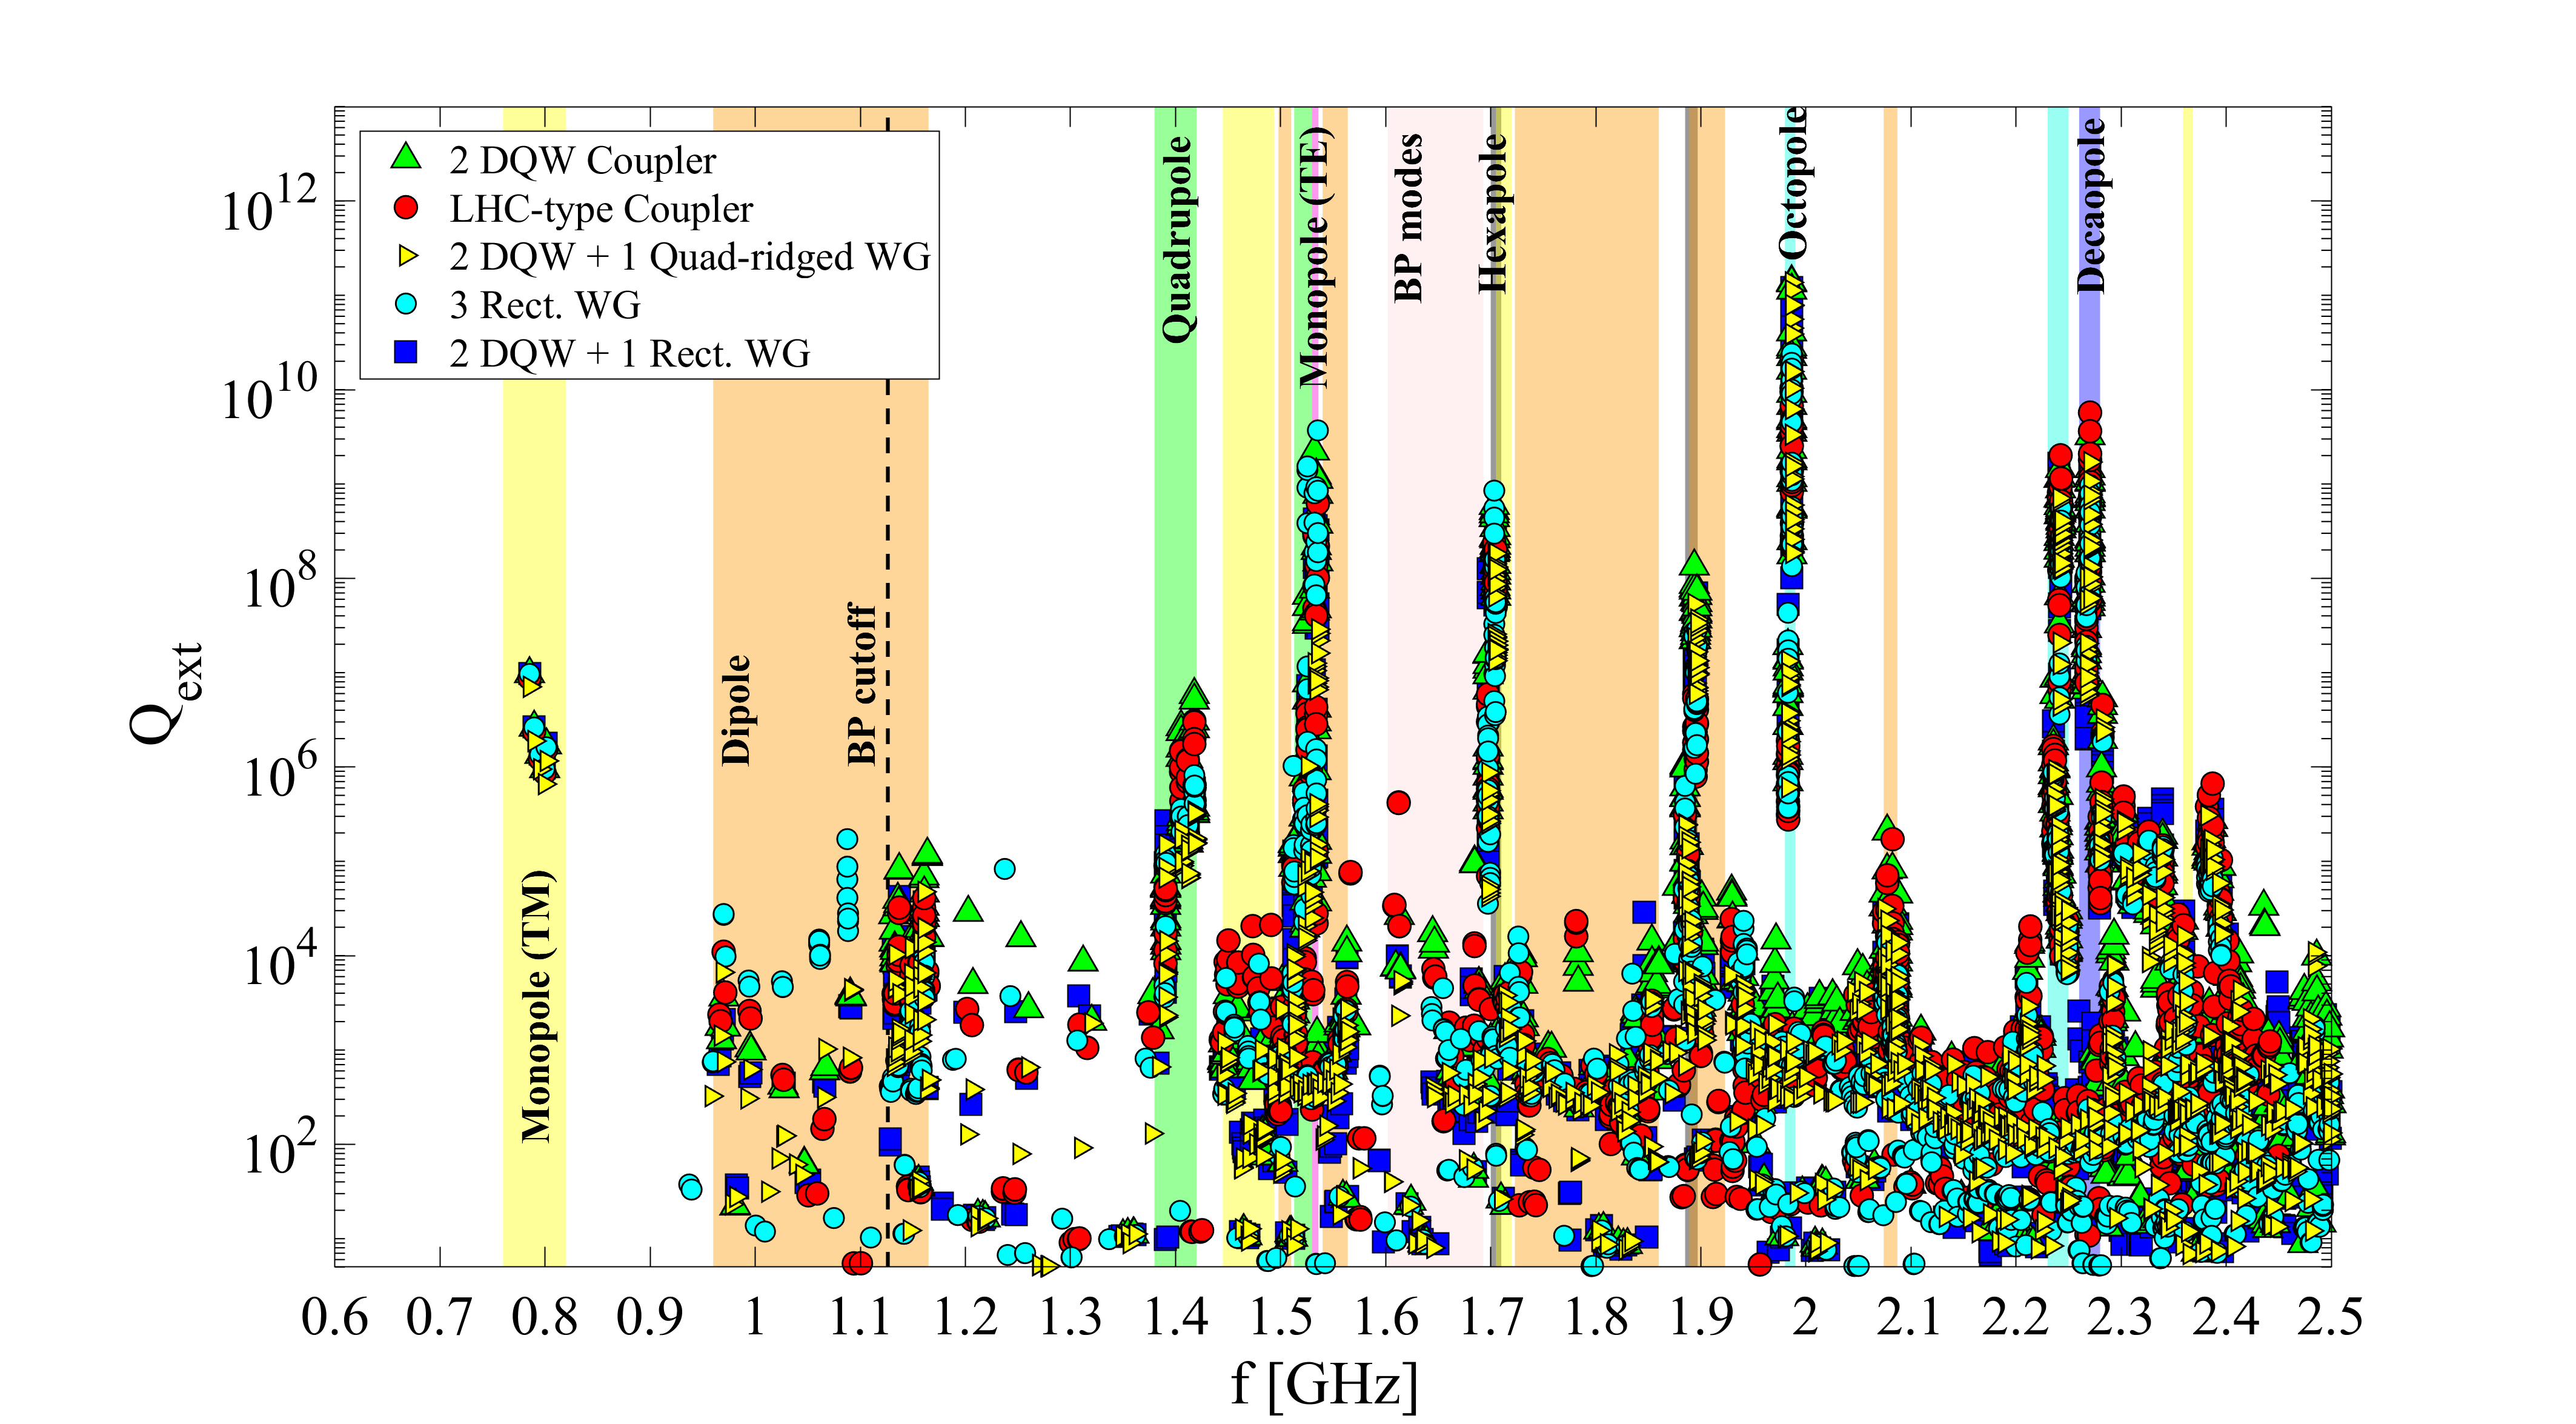 2 DQW Coupler
LHC-type Coupler
2 DQW + 1 Quad-ridged WG
3 Rect. WG
2 DQW + 1 Rect. WG
Monopole (TM)
Dipole
BP cutoff
Quadrupole
Monopole (TE)
BP modes
Hexapole
Octopole
Decaopole
Q_ext
10^12
10^10
10^8
10^6
10^4
10^2
0.6 0.7 0.8 0.9 1 1.1 1.2 1.3 1.4 1.5 1.6 1.7 1.8 1.9 2 2.1 2.2 2.3 2.4 2.5
f [GHz]